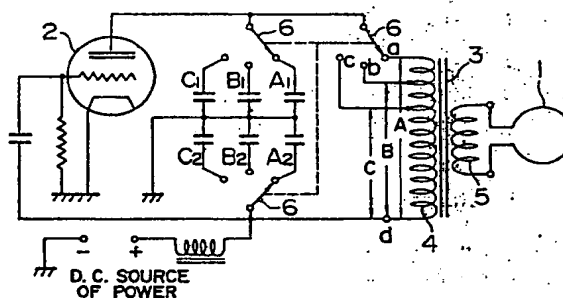 2
6
6
a
c
b
3
1
C1
B1
A1
A
B
C
C2
B2
A2
5
6
d
4
- +
D. C. SOURCE
OF POWER